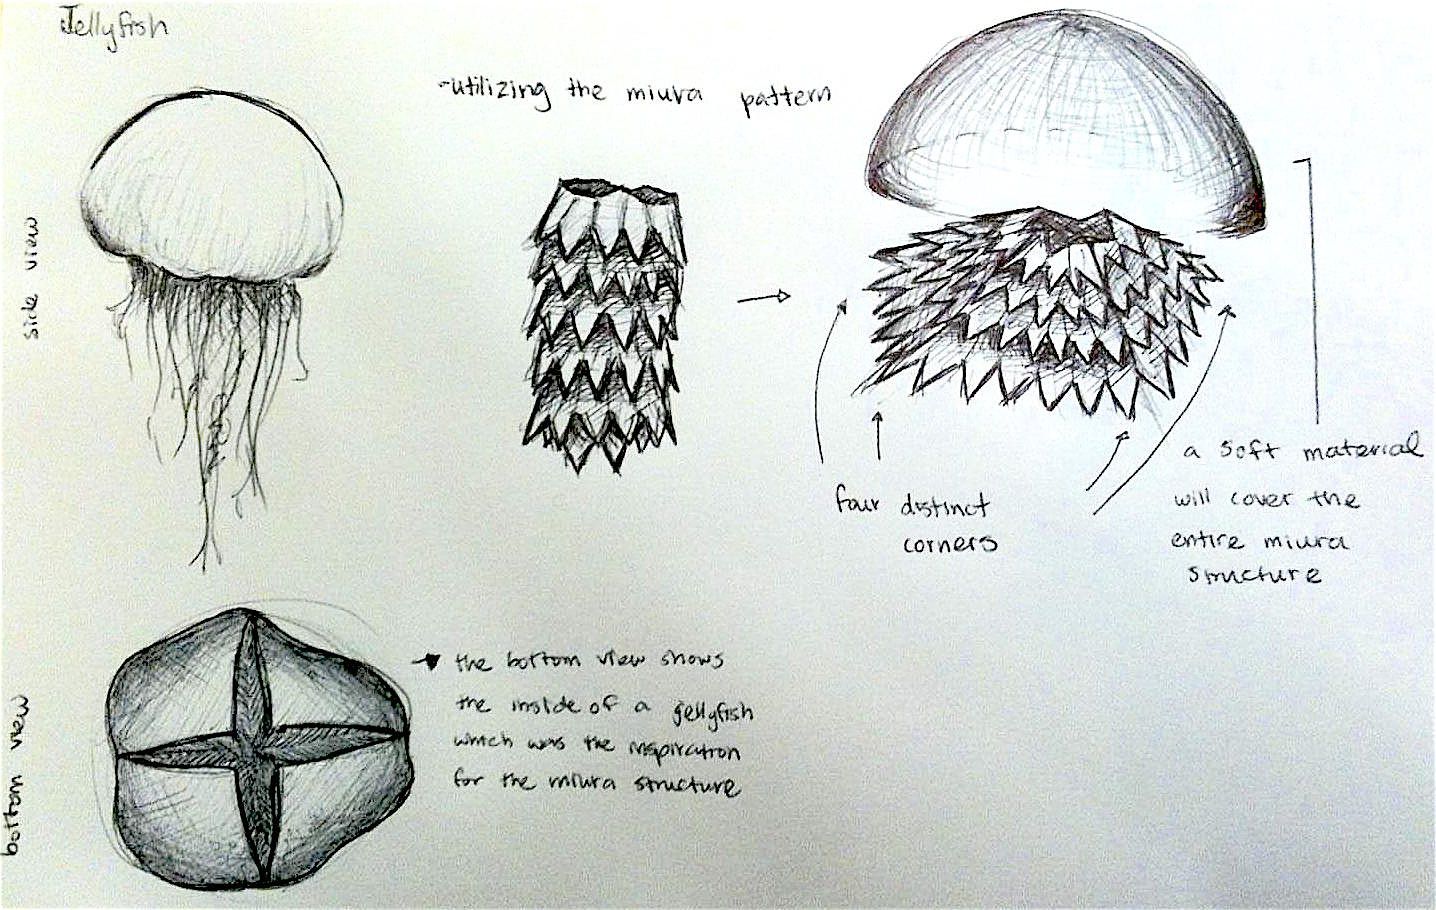 Jellyfish
side view
-utilizing the miura pattern
four distinct
corners
a soft material
will cover the
entire miura
structure
bottom view
the bottom view shows
the inside of a jellyfish
which was the inspiration
for the miura structure